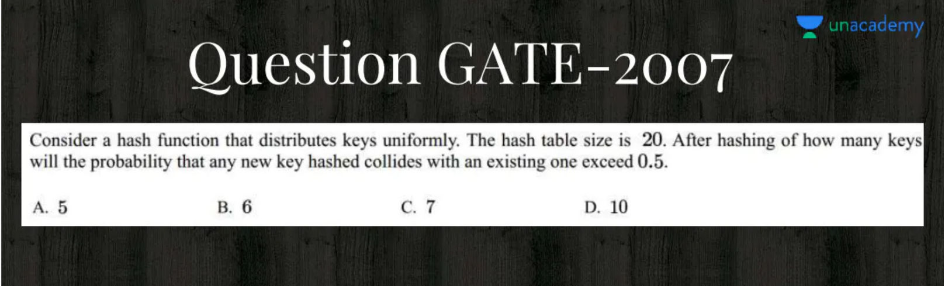 unacademy
Question GATE-2007
Consider a hash function that distributes keys uniformly. The hash table size is 20. After hashing of how many keys
will the probability that any new key hashed collides with an existing one exceed 0.5.
A. 5 B. 6 C. 7 D. 10